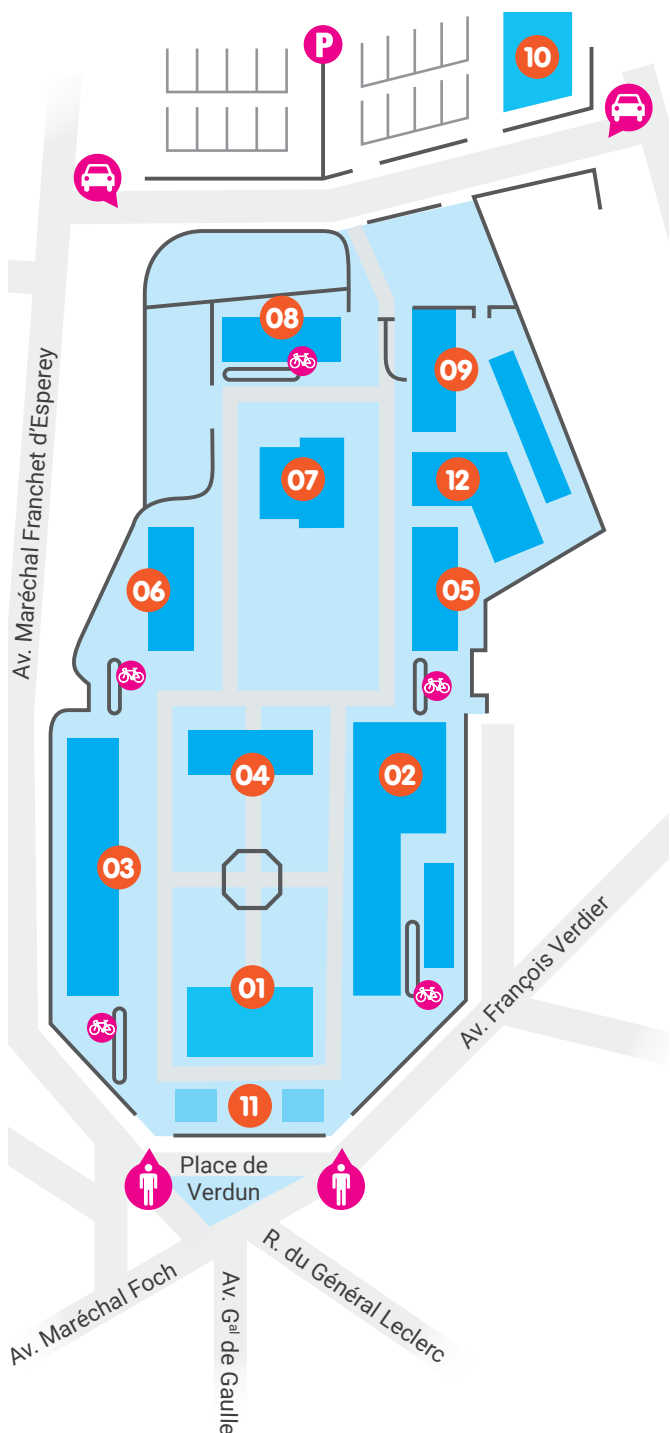 P
10
08
09
07
12
06
05
Av. Maréchal Franchet d'Esperey
04
02
03
01
Av. François Verdier
11
Place de
Verdun
Av. Maréchal Foch
Av. Gal de Gaulle
R. du Général Leclerc